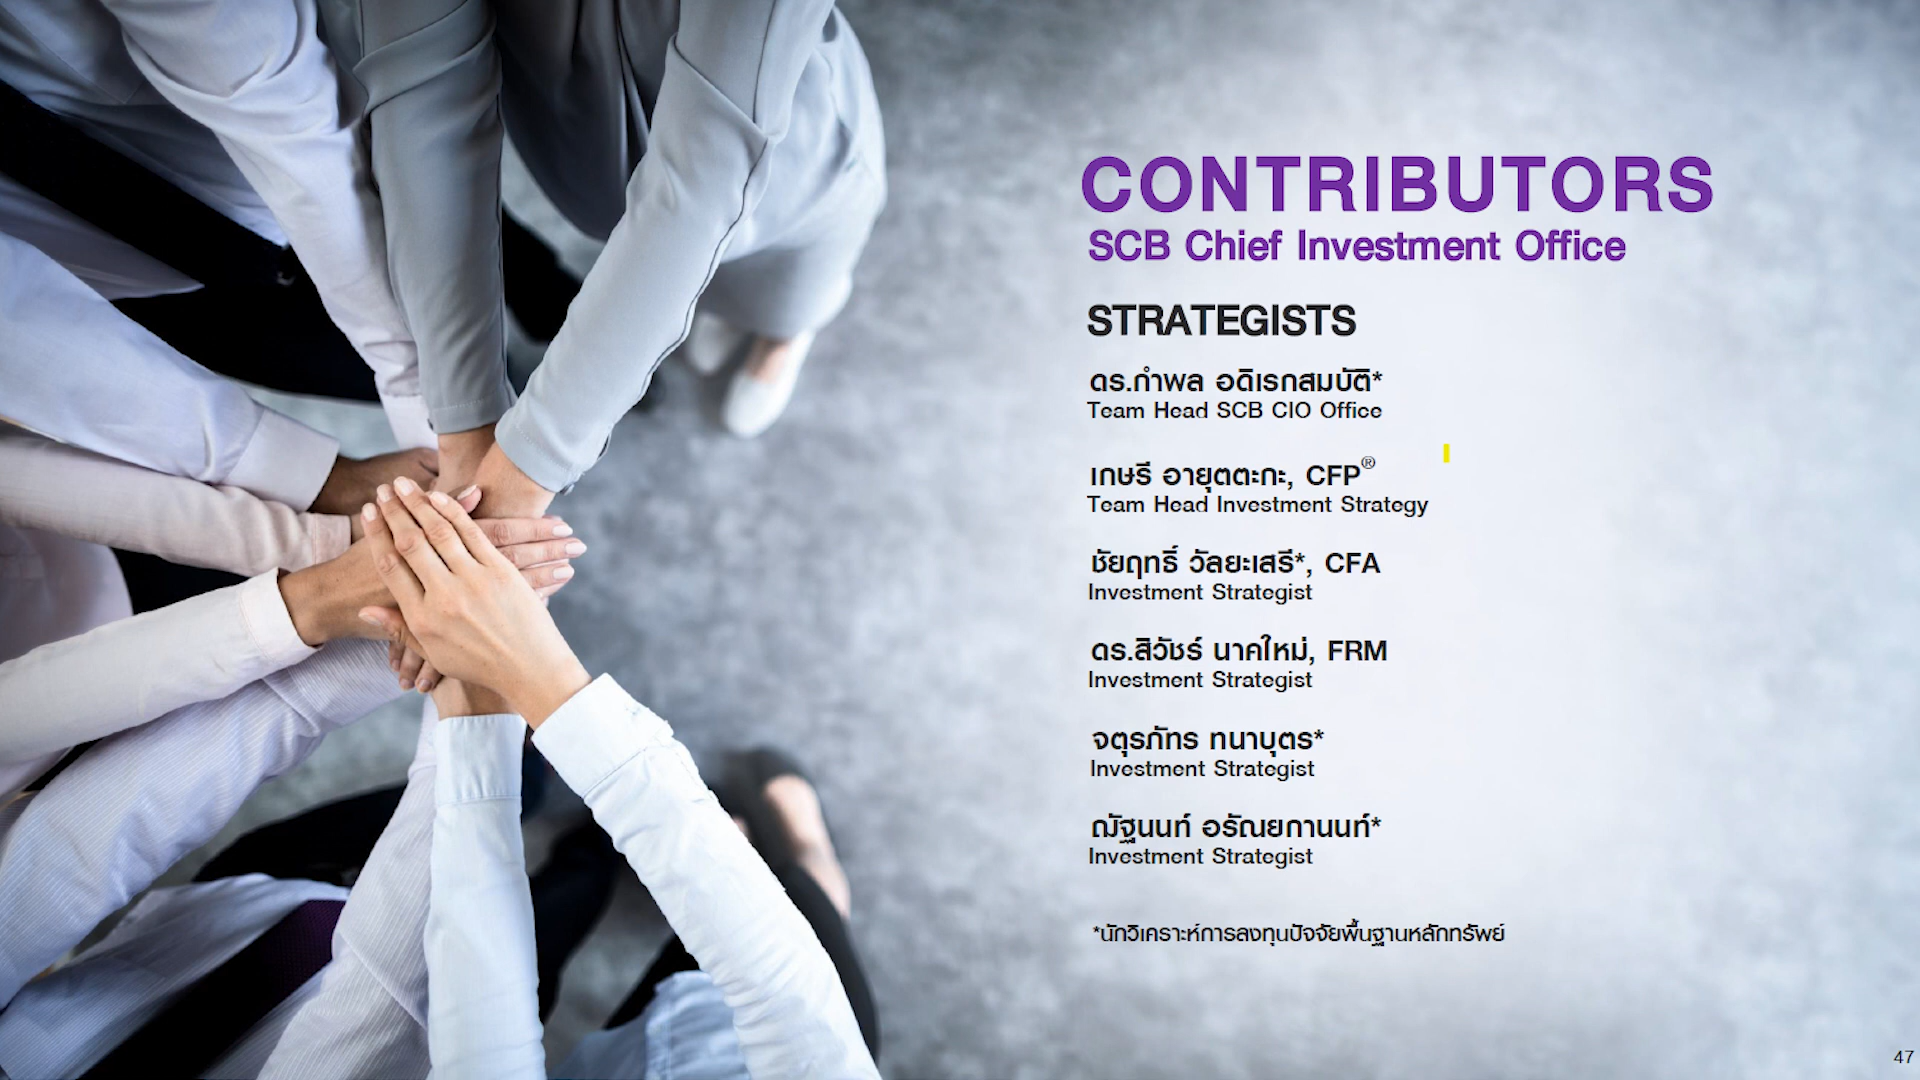 CONTRIBUTORS
SCB Chief Investment Office
STRATEGISTS
ดร.กำพล อดิเรกสมบัติ*
Team Head SCB CIO Office
เกษรี อายุตตะกะ, CFP®
Team Head Investment Strategy
ชัยฤทธิ์ วัลยะเสรี*, CFA
Investment Strategist
ดร.สิวัชร์ นาคใหม่, FRM
Investment Strategist
จตุรภัทร ทนาบุตร*
Investment Strategist
ณัฐนนท์ อรัณยกานนท์*
Investment Strategist
*นักวิเคราะห์การลงทุนปัจจัยพื้นฐานหลักทรัพย์
47